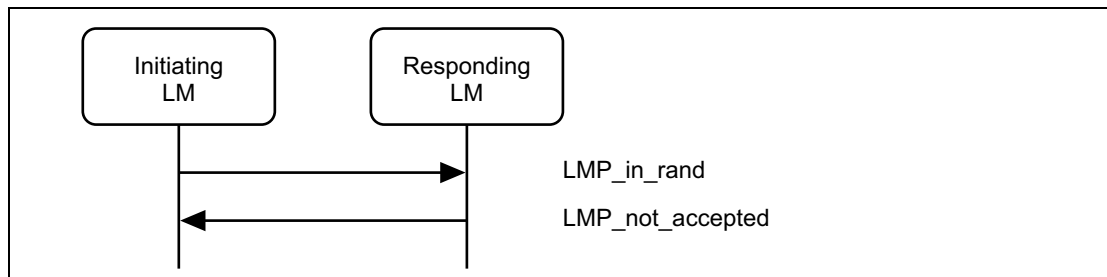 Initiating
LM
Responding
LM
LMP_in_rand
LMP_not_accepted